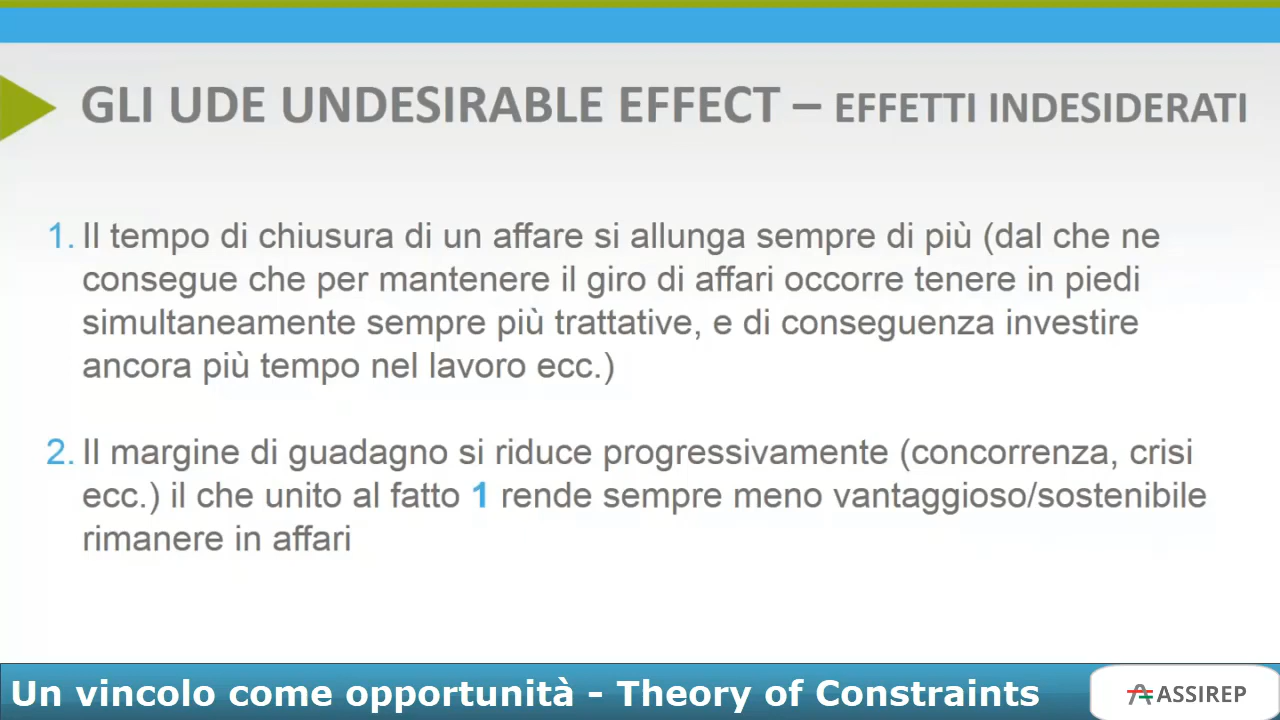 GLI UDE UNDESIRABLE EFFECT – EFFETTI INDESIDERATI
1. Il tempo di chiusura di un affare si allunga sempre di più (dal che ne
consegue che per mantenere il giro di affari occorre tenere in piedi
simultaneamente sempre più trattative, e di conseguenza investire
ancora più tempo nel lavoro ecc.)
2. Il margine di guadagno si riduce progressivamente (concorrenza, crisi
ecc.) il che unito al fatto 1 rende sempre meno vantaggioso/sostenibile
rimanere in affari
Un vincolo come opportunità - Theory of Constraints
ASSIREP